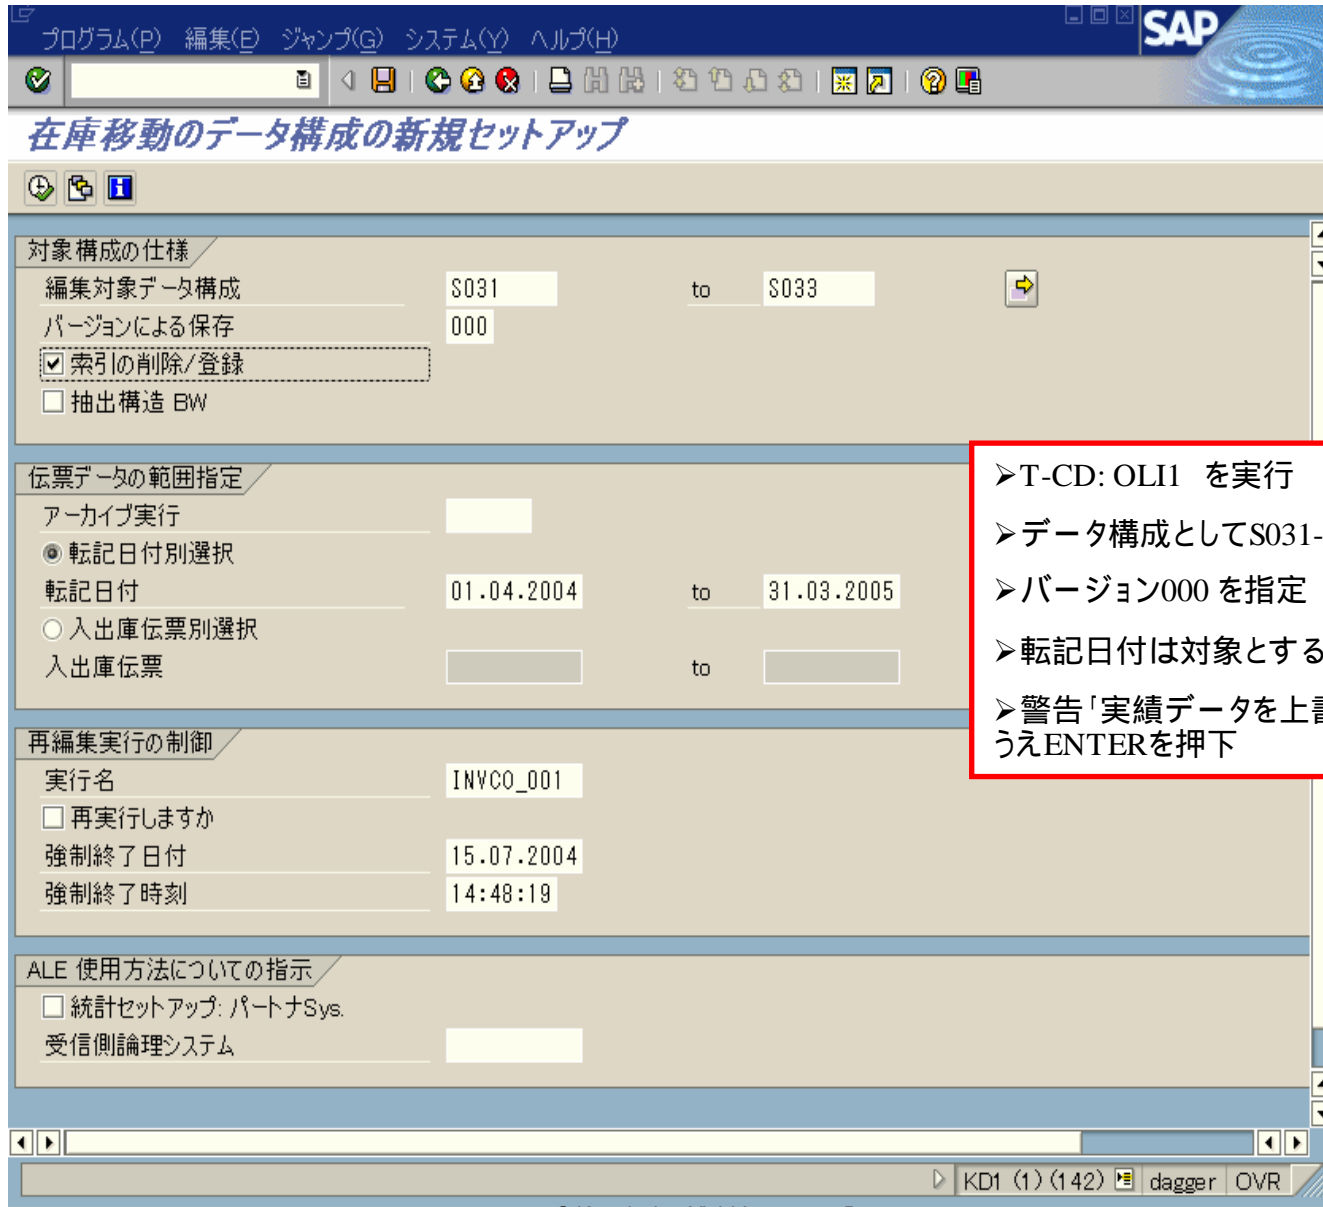 プログラム(P) 編集(E) ジャンプ(G) システム(Y) ヘルプ(H)
SAP
在庫移動のデータ構成の新規セットアップ
対象構成の仕様
編集対象データ構成 S031 to S033
バージョンによる保存 000
索引の削除/登録
抽出構造 BW
伝票データの範囲指定
アーカイブ実行
転記日付別選択
転記日付 01.04.2004 to 31.03.2005
入出庫伝票別選択
入出庫伝票 to
➢T-CD: OLI1 を実行
➢データ構成としてS031-
➢バージョン000 を指定
➢転記日付は対象とする
➢警告「実績データを上書
うえENTERを押下
再編集実行の制御
実行名 INVCO_001
再実行しますか
強制終了日付 15.07.2004
強制終了時刻 14:48:19
ALE 使用方法についての指示
統計セットアップ: パートナSys.
受信側論理システム
KD1 (1) (142) dagger OVR